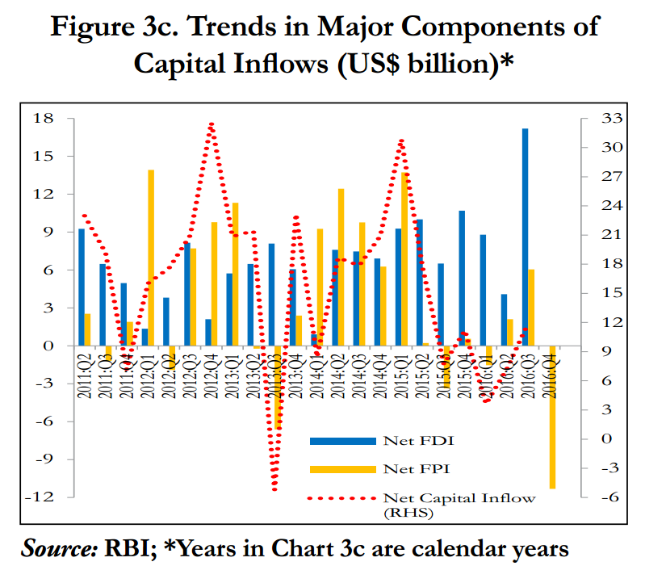 Figure 3c. Trends in Major Components of
Capital Inflows (US$ billion)*
18
15
12
9
6
3
0
-3
-6
-9
-12
33
30
27
24
21
18
15
12
9
6
3
0
-3
-6
2011:Q2
2011:Q3
2011:Q4
2012:Q1
2012:Q2
2012:Q3
2012:Q4
2013:Q1
2013:Q2
2013:Q3
2013:Q4
2014:Q1
2014:Q2
2014:Q3
2014:Q4
2015:Q1
2015:Q2
2015:Q3
2015:Q4
2016:Q1
2016:Q2
2016:Q3
2016:Q4
Net FDI
Net FPI
Net Capital Inflow
(RHS)
Source: RBI; *Years in Chart 3c are calendar years